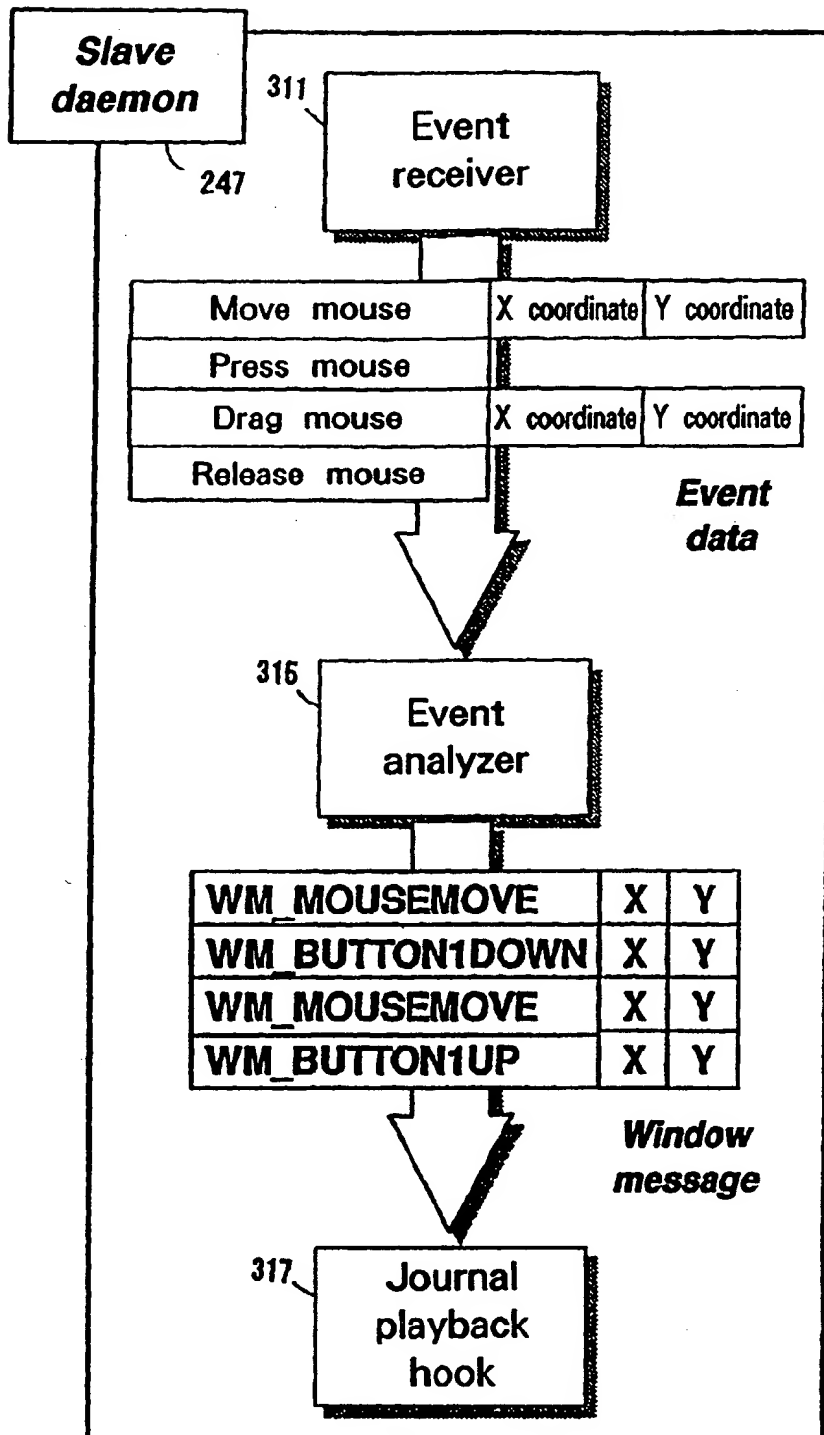 Slave
daemon
247
311
Event
receiver
Move mouse X coordinate Y coordinate
Press mouse
Drag mouse X coordinate Y coordinate
Release mouse
Event
data
315
Event
analyzer
WM_MOUSEMOVE X Y
WM_BUTTON1DOWN X Y
WM_MOUSEMOVE X Y
WM_BUTTON1UP X Y
Window
message
317
Journal
playback
hook